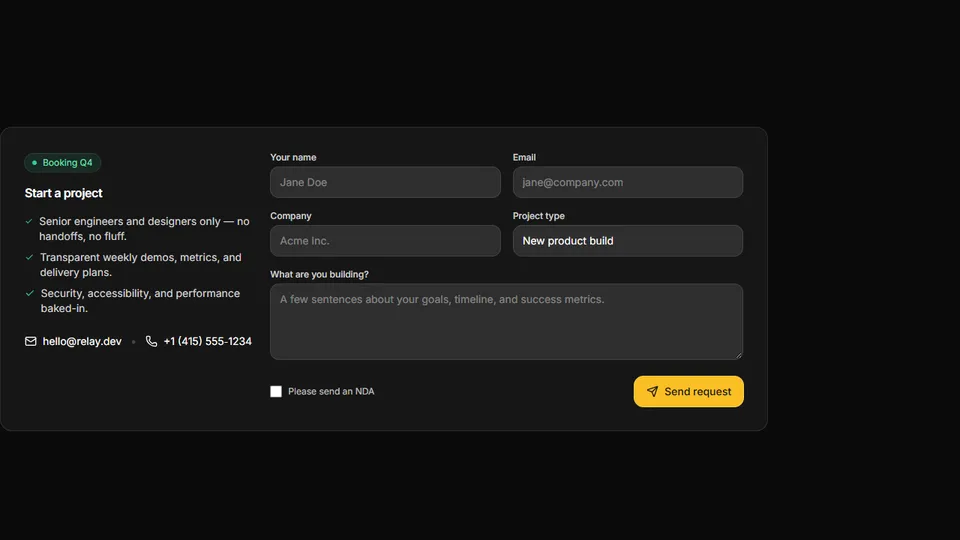 Booking Q4
Start a project
Senior engineers and designers only — no
handoffs, no fluff.
Transparent weekly demos, metrics, and
delivery plans.
Security, accessibility, and performance
baked-in.
hello@relay.dev
+1 (415) 555-1234
Your name
Jane Doe
Email
jane@company.com
Company
Acme Inc.
Project type
New product build
What are you building?
A few sentences about your goals, timeline, and success metrics.
Please send an NDA
Send request